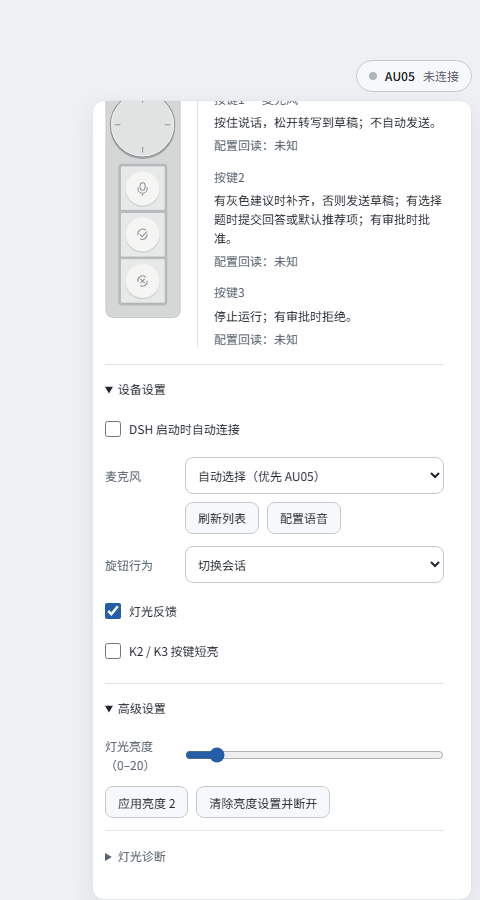 AU05 未连接
按键1 麦克风
按住说话，松开转写到草稿；不自动发送。
配置回读：未知
按键2
有灰色建议时补齐，否则发送草稿；有选择
题时提交回答或默认推荐项；有审批时批
准。
配置回读：未知
按键3
停止运行；有审批时拒绝。
配置回读：未知
设备设置
DSH 启动时自动连接
麦克风
自动选择（优先 AU05）
刷新列表
配置语音
旋钮行为
切换会话
灯光反馈
K2 / K3 按键短亮
高级设置
灯光亮度
（0–20）
应用亮度 2
清除亮度设置并断开
灯光诊断